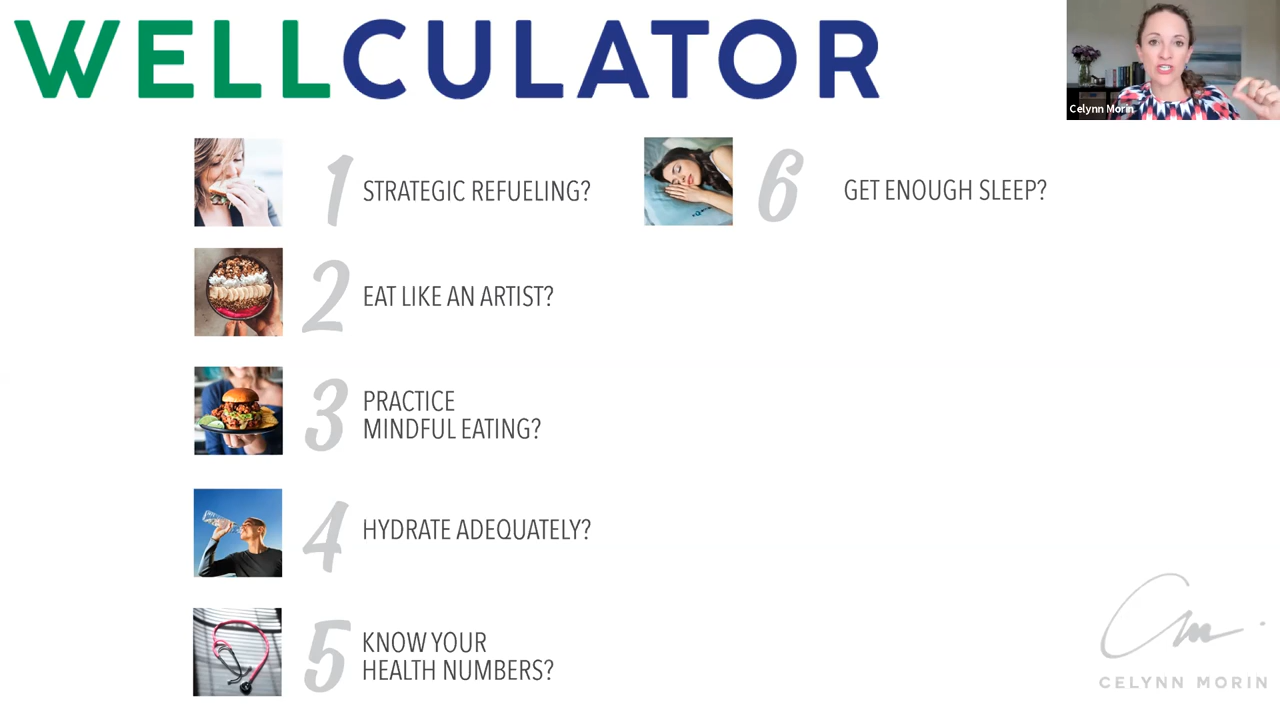 WELLCULATOR
Celynn Morin
1
STRATEGIC REFUELING?
2
EAT LIKE AN ARTIST?
3
PRACTICE
MINDFUL EATING?
4
HYDRATE ADEQUATELY?
5
KNOW YOUR
HEALTH NUMBERS?
6
GET ENOUGH SLEEP?
Cm
CELYNN MORIN